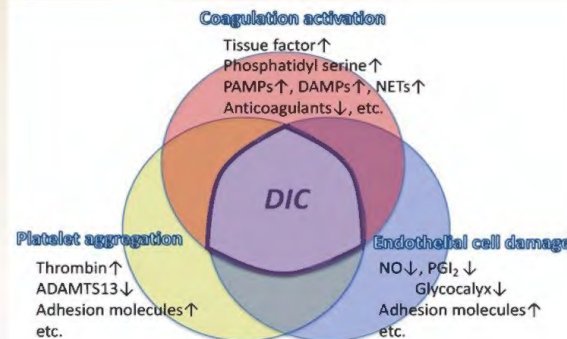 Coagulation activation
Tissue factor↑
Phosphatidyl serine↑
PAMPs↑, DAMPs↑, NETs↑
Anticoagulants↓, etc.
DIC
Platelet aggregation
Thrombin↑
ADAMTS13↓
Adhesion molecules↑
etc.
Endothelial cell damage
NO↓, PGI₂ ↓
Glycocalyx↓
Adhesion molecules↑
etc.